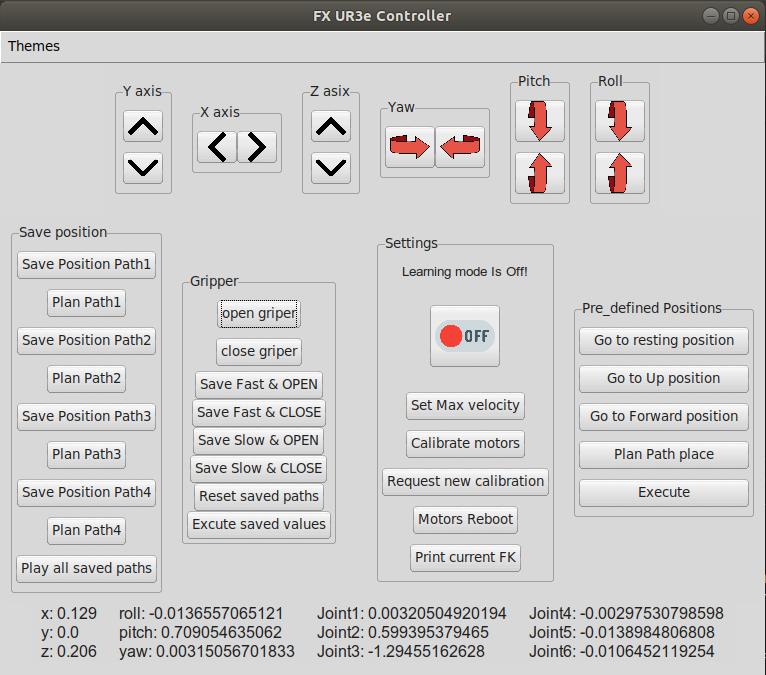 FX UR3e Controller
Themes
Y axis
X axis
Z asix
Yaw
Pitch
Roll
Save position
Save Position Path1
Plan Path1
Save Position Path2
Plan Path2
Save Position Path3
Plan Path3
Save Position Path4
Plan Path4
Play all saved paths
Gripper
open griper
close griper
Save Fast & OPEN
Save Fast & CLOSE
Save Slow & OPEN
Save Slow & CLOSE
Reset saved paths
Excute saved values
Settings
Learning mode Is Off!
OFF
Set Max velocity
Calibrate motors
Request new calibration
Motors Reboot
Print current FK
Pre_defined Positions
Go to resting position
Go to Up position
Go to Forward position
Plan Path place
Execute
x: 0.129 roll: -0.0136557065121 Joint1: 0.00320504920194 Joint4: -0.00297530798598
y: 0.0 pitch: 0.709054635062 Joint2: 0.599395379465 Joint5: -0.0138984806808
z: 0.206 yaw: 0.00315056701833 Joint3: -1.29455162628 Joint6: -0.0106452119254